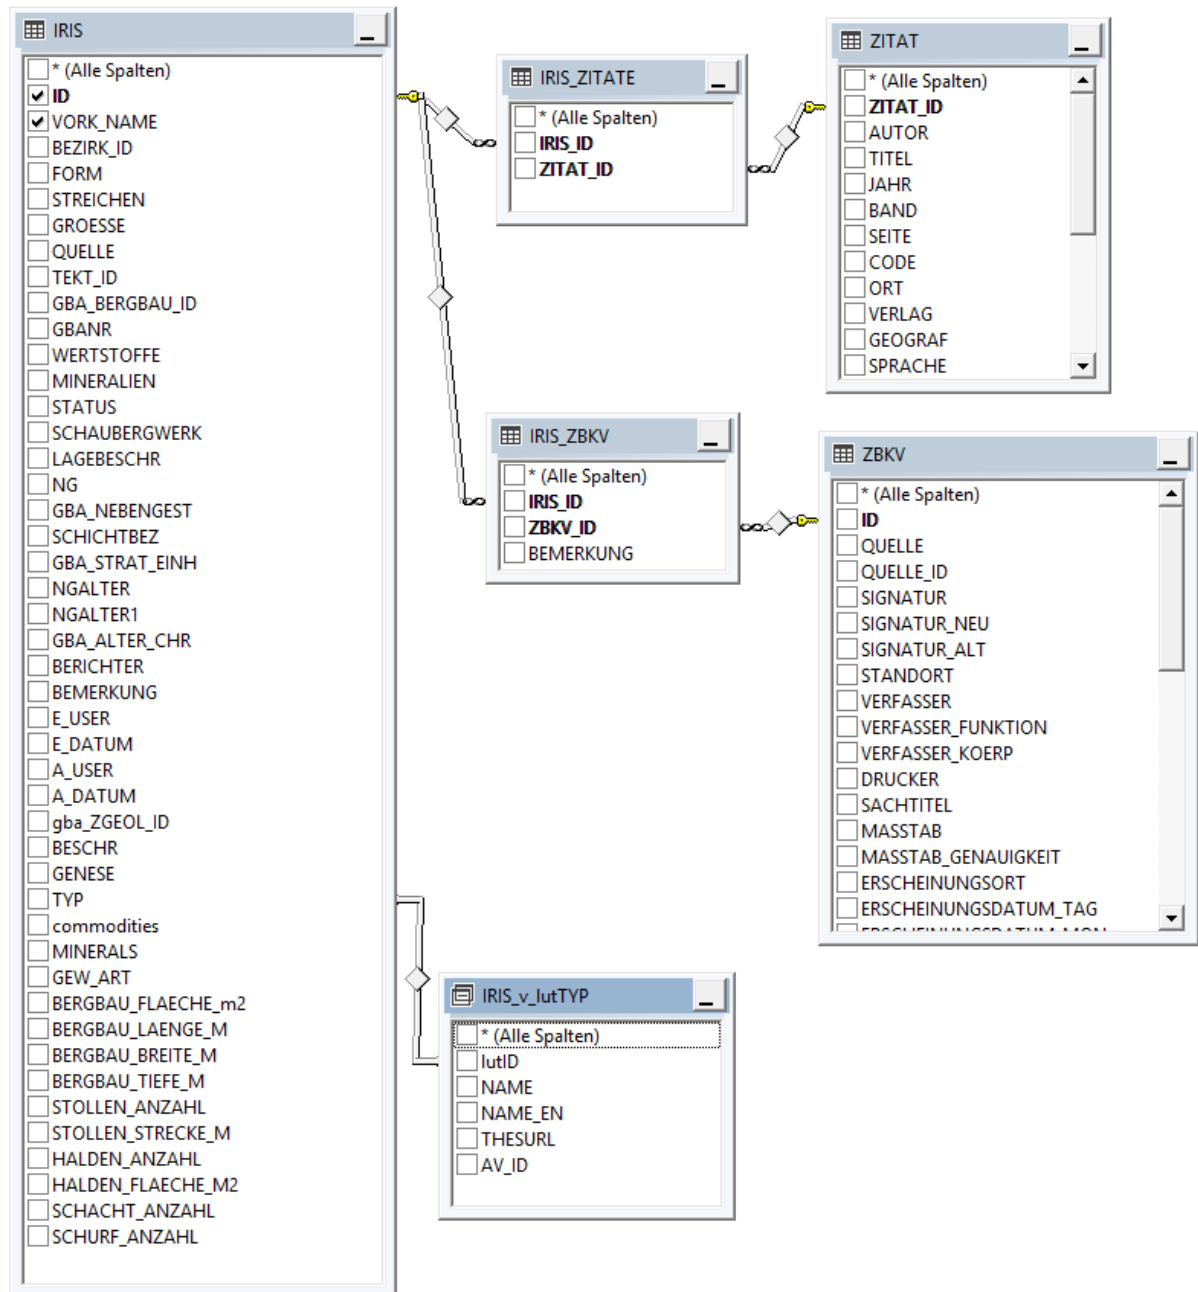 IRIS
* (Alle Spalten)
ID
VORK_NAME
BEZIRK_ID
FORM
STREICHEN
GROESSE
QUELLE
TEKT_ID
GBA_BERGBAU_ID
GBANR
WERTSTOFFE
MINERALIEN
STATUS
SCHAUBERGWERK
LAGEBESCHR
NG
GBA_NEBENGEST
SCHICHTBEZ
GBA_STRAT_EINH
NGALTER
NGALTER1
GBA_ALTER_CHR
BERICHTER
BEMERKUNG
E_USER
E_DATUM
A_USER
A_DATUM
gba_ZGEOL_ID
BESCHR
GENESE
TYP
commodities
MINERALS
GEW_ART
BERGBAU_FLAECHE_m2
BERGBAU_LAENGE_M
BERGBAU_BREITE_M
BERGBAU_TIEFE_M
STOLLEN_ANZAHL
STOLLEN_STRECKE_M
HALDEN_ANZAHL
HALDEN_FLAECHE_M2
SCHACHT_ANZAHL
SCHURF_ANZAHL
IRIS_ZITATE
* (Alle Spalten)
IRIS_ID
ZITAT_ID
ZITAT
* (Alle Spalten)
ZITAT_ID
AUTOR
TITEL
JAHR
BAND
SEITE
CODE
ORT
VERLAG
GEOGRAF
SPRACHE
IRIS_ZBKV
* (Alle Spalten)
IRIS_ID
ZBKV_ID
BEMERKUNG
ZBKV
* (Alle Spalten)
ID
QUELLE
QUELLE_ID
SIGNATUR
SIGNATUR_NEU
SIGNATUR_ALT
STANDORT
VERFASSER
VERFASSER_FUNKTION
VERFASSER_KOERP
DRUCKER
SACHTITEL
MASSTAB
MASSTAB_GENAUIGKEIT
ERSCHEINUNGSORT
ERSCHEINUNGSDATUM_TAG
ERSCHEINUNGSDATUM_MON
IRIS_v_lutTYP
* (Alle Spalten)
lutID
NAME
NAME_EN
THESURL
AV_ID